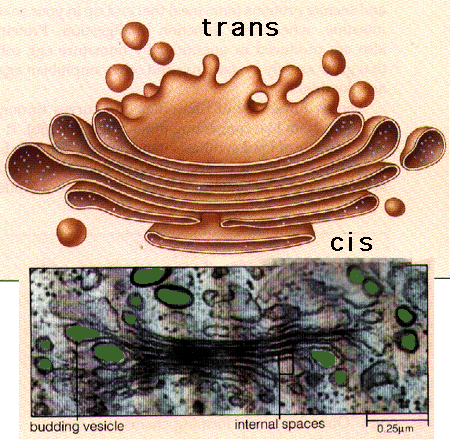 trans
cis
budding vesicle
internal spaces
0.25μm